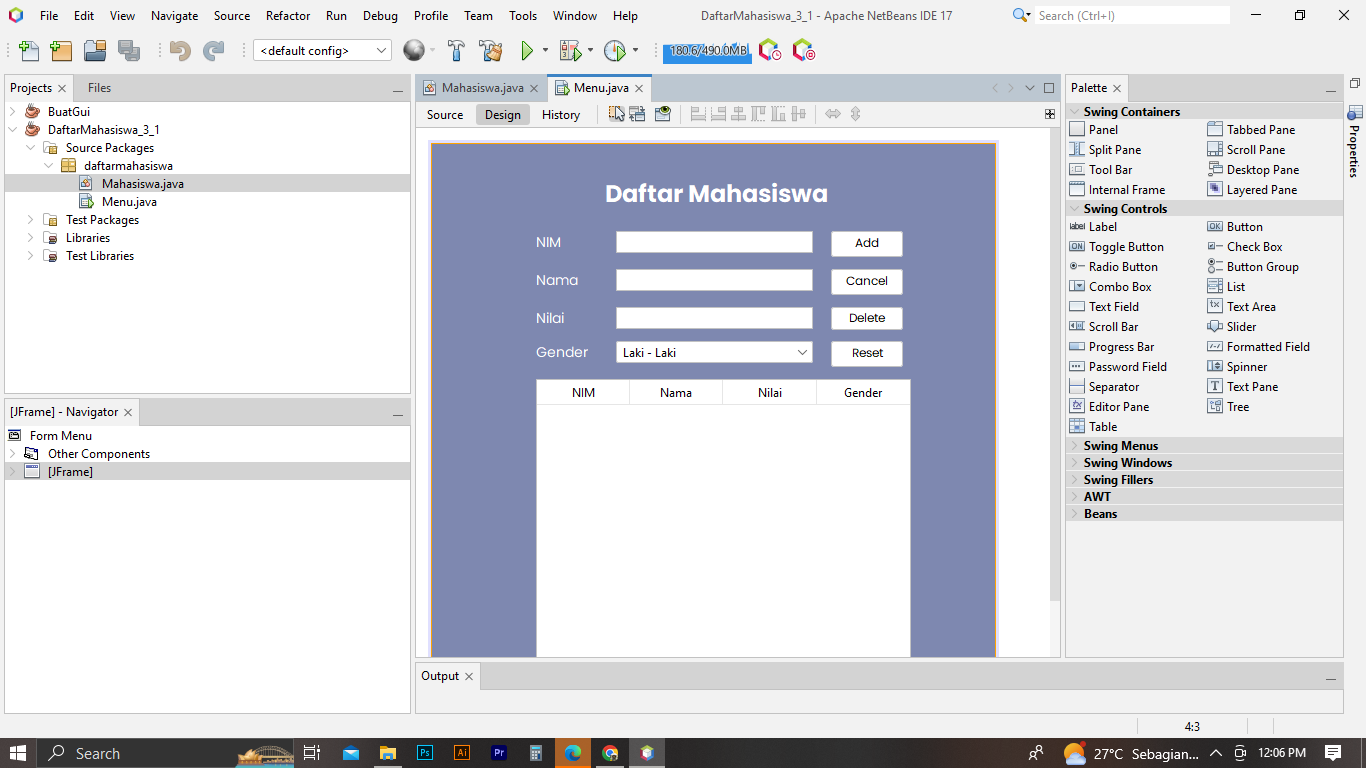 File Edit View Navigate Source Refactor Run Debug Profile Team Tools Window Help DaftarMahasiswa_3_1 - Apache NetBeans IDE 17 Search (Ctrl+I)
<default config> 180.6/490.0MB
Projects Files
BuatGui
DaftarMahasiswa_3_1
Source Packages
daftarmahasiswa
Mahasiswa.java
Menu.java
Test Packages
Libraries
Test Libraries
[JFrame] - Navigator
Form Menu
Other Components
[JFrame]
Mahasiswa.java Menu.java
Source Design History
Daftar Mahasiswa
NIM Add
Nama Cancel
Nilai Delete
Gender Laki - Laki Reset
NIM Nama Nilai Gender
Output
Palette
Swing Containers
Panel Tabbed Pane
Split Pane Scroll Pane
Tool Bar Desktop Pane
Internal Frame Layered Pane
Swing Controls
label Label OK Button
ON Toggle Button Check Box
Radio Button Button Group
Combo Box List
Text Field Text Area
Scroll Bar Slider
Progress Bar Formatted Field
Password Field Spinner
Separator T Text Pane
Editor Pane Tree
Table
Swing Menus
Swing Windows
Swing Fillers
AWT
Beans
Properties
4:3
Search Ps Ai Pr 27°C Sebagian... 12:06 PM